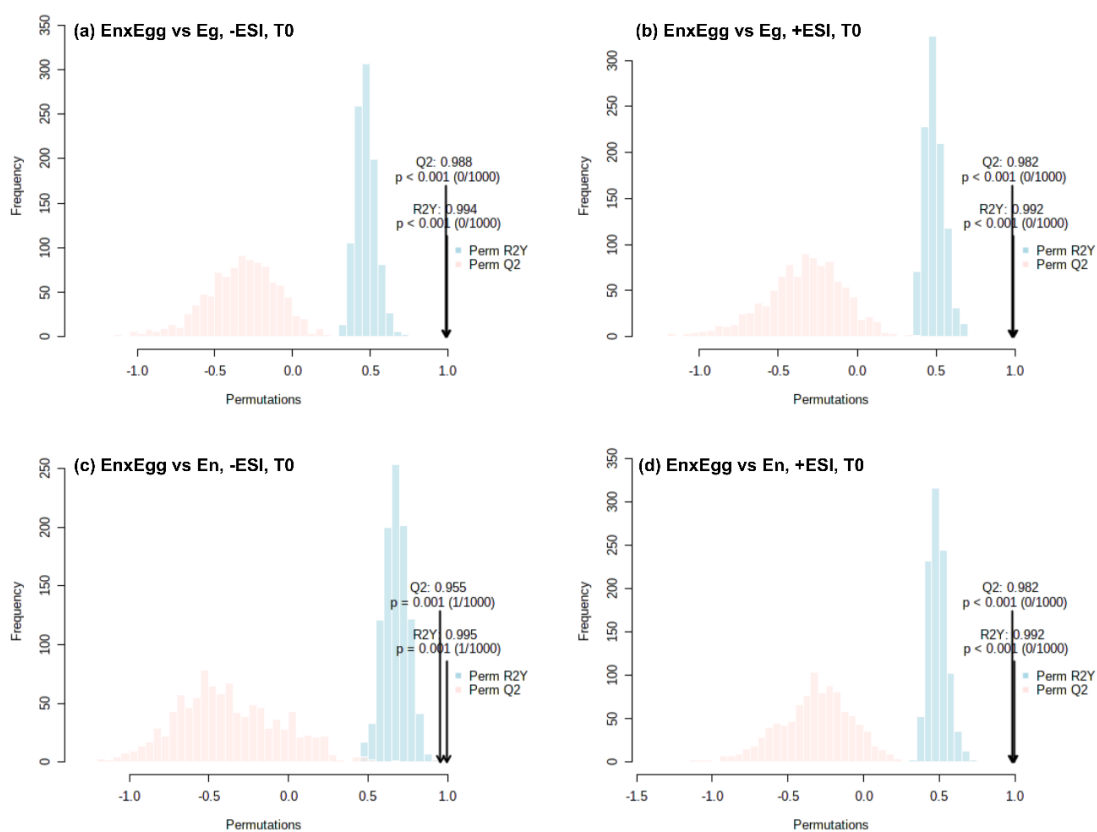 (a) EnxEgg vs Eg, -ESI, T0
350
300
250
200
150
100
50
0
Frequency
Q2: 0.988
p < 0.001 (0/1000)
R2Y: 0.994
p < 0.001 (0/1000)
Perm R2Y
Perm Q2
-1.0 -0.5 0.0 0.5 1.0
Permutations
(b) EnxEgg vs Eg, +ESI, T0
300
250
200
150
100
50
0
Frequency
Q2: 0.982
p < 0.001 (0/1000)
R2Y: 0.992
p < 0.001 (0/1000)
Perm R2Y
Perm Q2
-1.0 -0.5 0.0 0.5 1.0
Permutations
(c) EnxEgg vs En, -ESI, T0
250
200
150
100
50
0
Frequency
Q2: 0.955
p = 0.001 (1/1000)
R2Y: 0.995
p = 0.001 (1/1000)
Perm R2Y
Perm Q2
-1.0 -0.5 0.0 0.5 1.0
Permutations
(d) EnxEgg vs En, +ESI, T0
350
300
250
200
150
100
50
0
Frequency
Q2: 0.982
p < 0.001 (0/1000)
R2Y: 0.992
p < 0.001 (0/1000)
Perm R2Y
Perm Q2
-1.5 -1.0 -0.5 0.0 0.5 1.0
Permutations